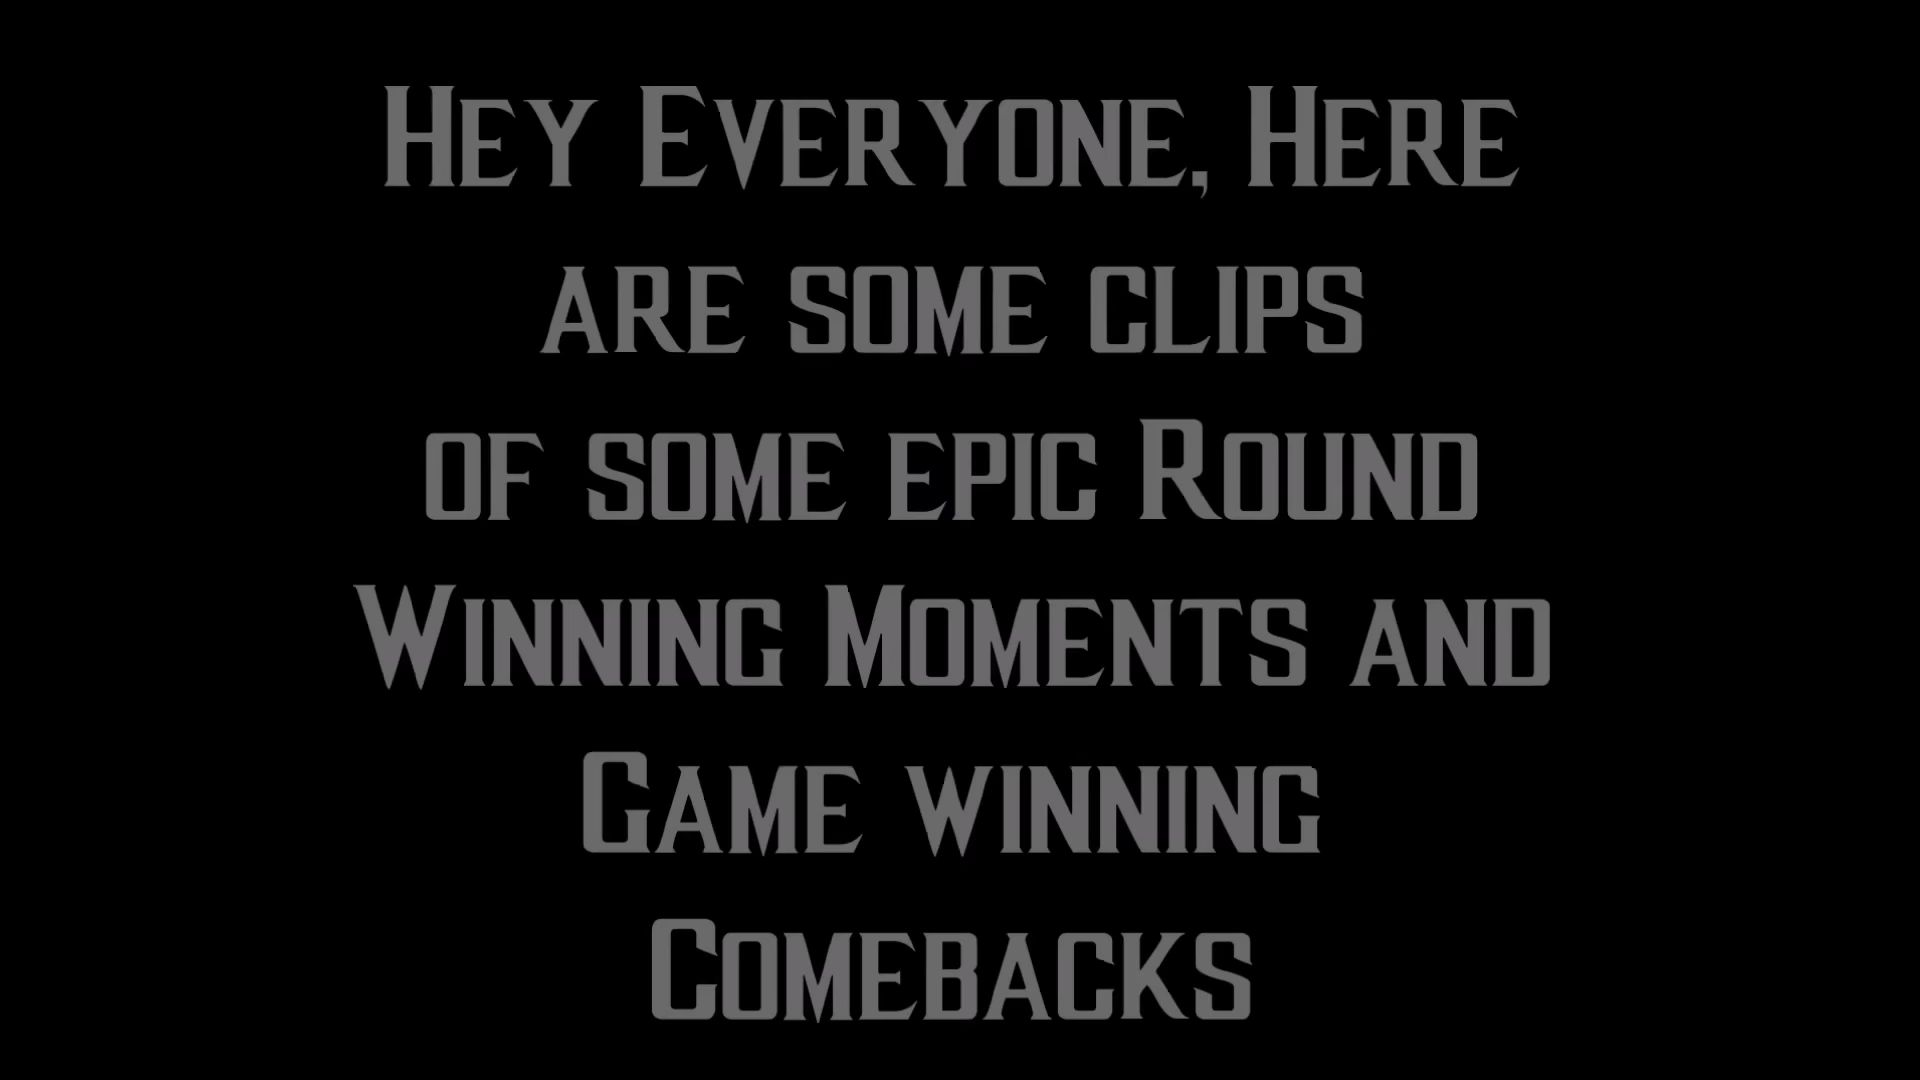 Hey Everyone, Here
are some clips
of some epic Round
Winning Moments and
Game winning
Comebacks